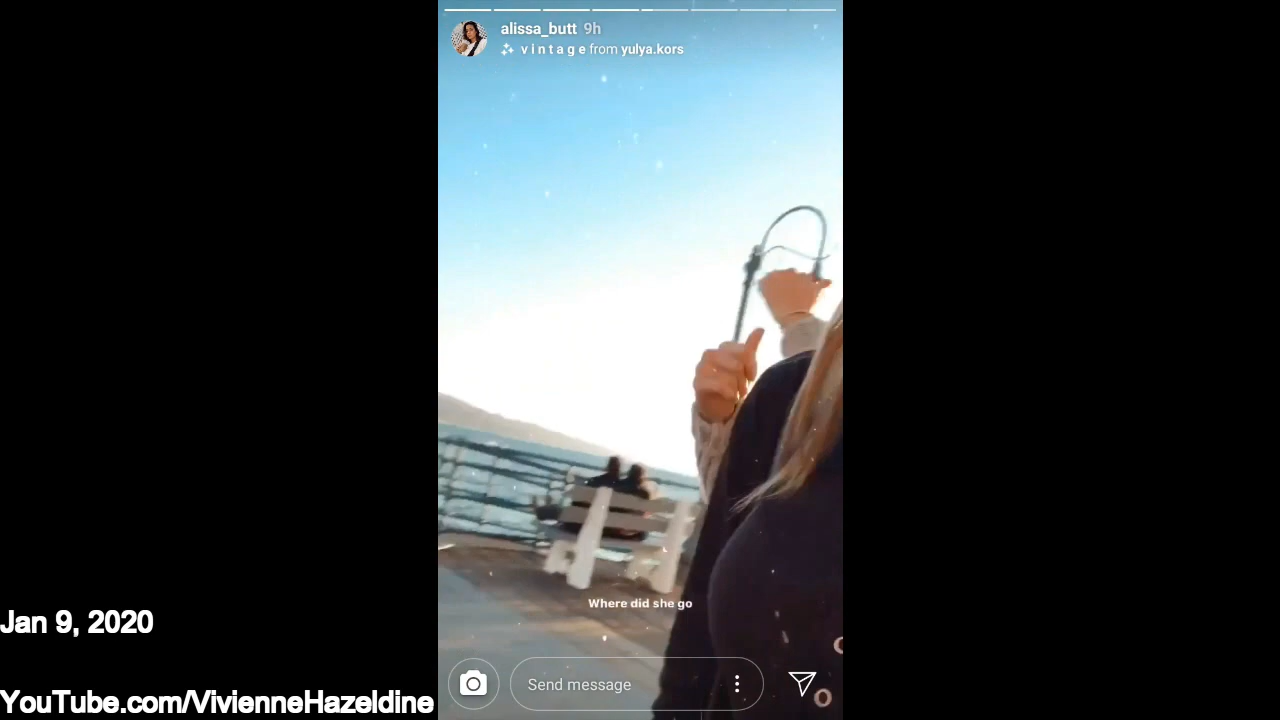 alissa_butt 9h
v i n t a g e from yulya.kors
Where did she go
Send message
Jan 9, 2020
YouTube.com/VivienneHazeldine